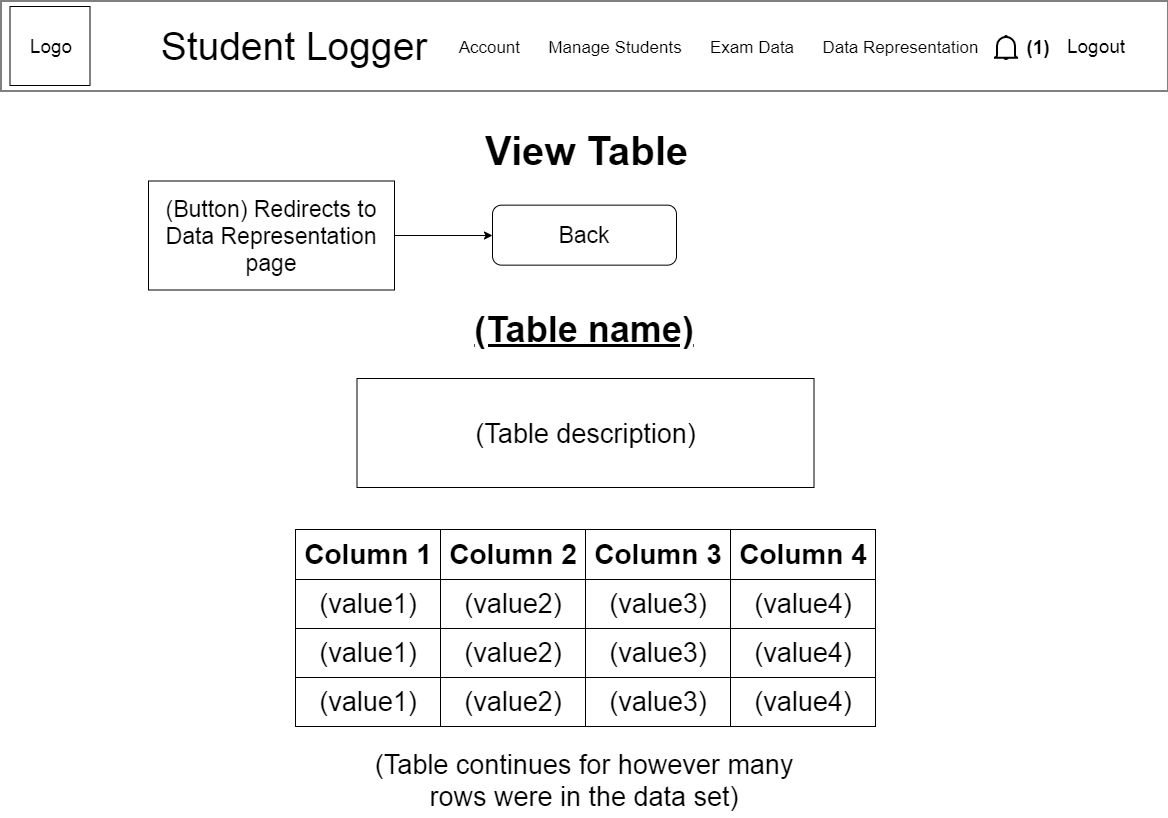 Logo
Student Logger
Account
Manage Students
Exam Data
Data Representation
(1)
Logout
View Table
(Button) Redirects to
Data Representation
page
Back
(Table name)
(Table description)
Column 1 Column 2 Column 3 Column 4
(value1) (value2) (value3) (value4)
(value1) (value2) (value3) (value4)
(value1) (value2) (value3) (value4)
(Table continues for however many
rows were in the data set)